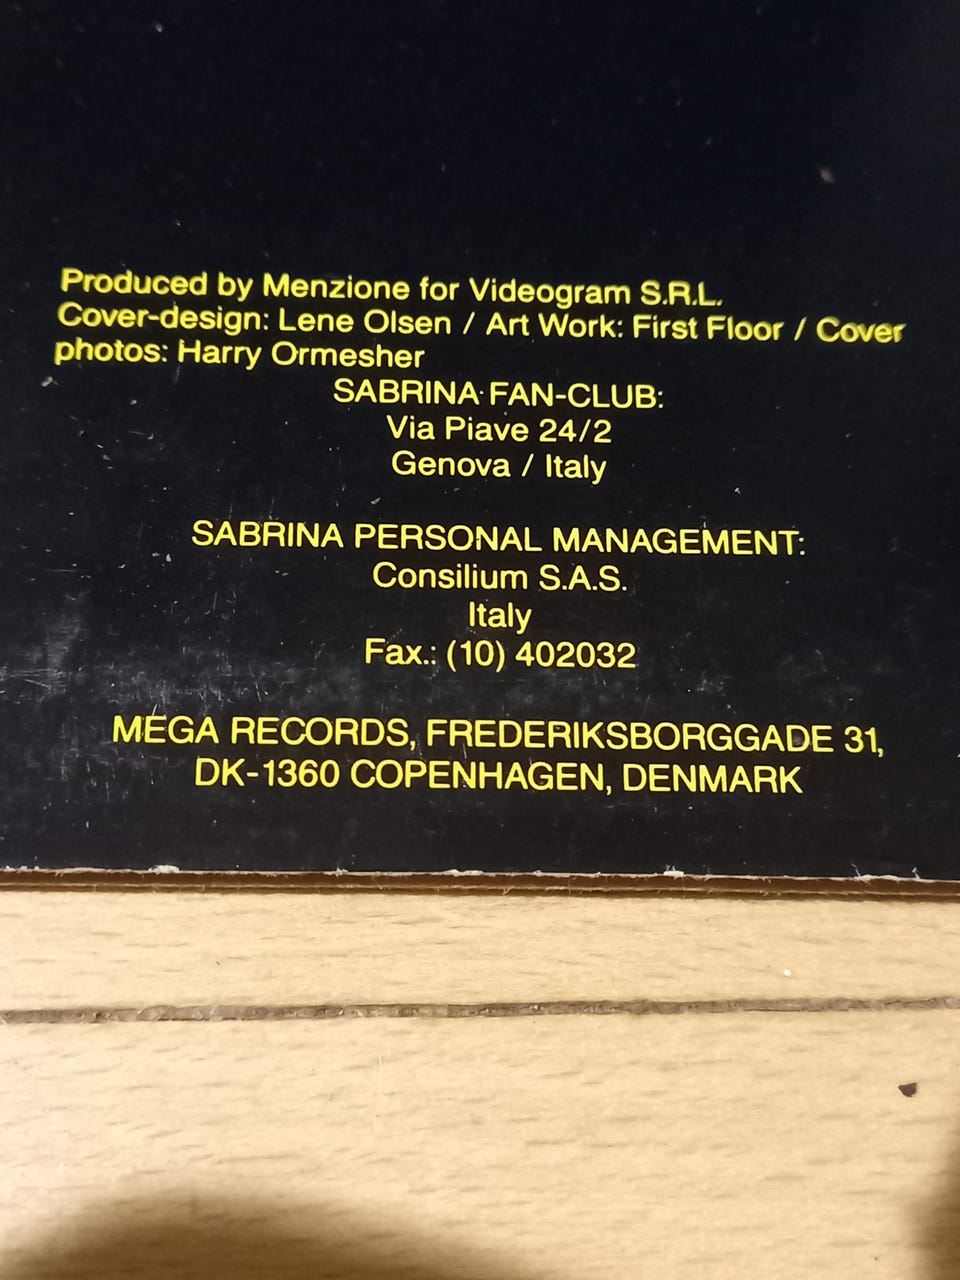 Produced by Menzione for Videogram S.R.L.
Cover-design: Lene Olsen / Art Work: First Floor / Cover
photos: Harry Ormesher
SABRINA FAN-CLUB:
Via Piave 24/2
Genova / Italy
SABRINA PERSONAL MANAGEMENT:
Consilium S.A.S.
Italy
Fax.: (10) 402032
MEGA RECORDS, FREDERIKSBORGGADE 31,
DK-1360 COPENHAGEN, DENMARK